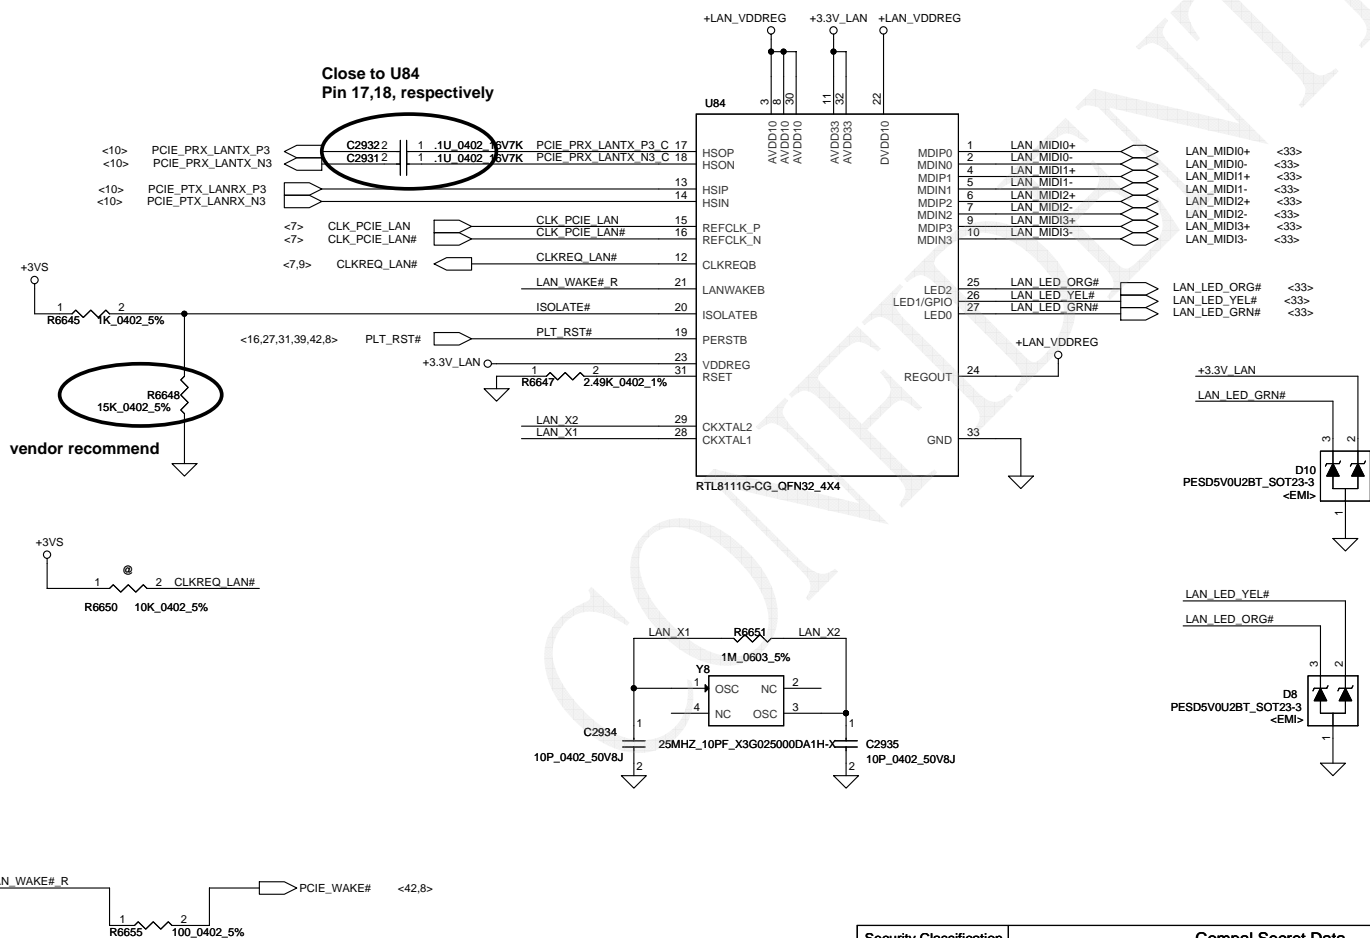 +LAN_VDDREG +3.3V_LAN +LAN_VDDREG
Close to U84
Pin 17,18, respectively
U84
3 8 30 11 32 22
AVDD10 AVDD10 AVDD10 AVDD33 AVDD33 DVDD10
<10> PCIE_PRX_LANTX_P3 C2932 2 1 .1U_0402_16V7K PCIE_PRX_LANTX_P3_C 17 HSOP
<10> PCIE_PRX_LANTX_N3 C2931 2 1 .1U_0402_16V7K PCIE_PRX_LANTX_N3_C 18 HSON
<10> PCIE_PTX_LANRX_P3 13 HSIP
<10> PCIE_PTX_LANRX_N3 14 HSIN
<7> CLK_PCIE_LAN CLK_PCIE_LAN 15 REFCLK_P
<7> CLK_PCIE_LAN# CLK_PCIE_LAN# 16 REFCLK_N
<7,9> CLKREQ_LAN# CLKREQ_LAN# 12 CLKREQB
LAN_WAKE#_R 21 LANWAKEB
ISOLATE# 20 ISOLATEB
<16,27,31,39,42,8> PLT_RST# PLT_RST# 19 PERSTB
+3.3V_LAN 23 VDDREG
R6647 1 2 2.49K_0402_1% 31 RSET
LAN_X2 29 CKXTAL2
LAN_X1 28 CKXTAL1
MDIP0 1 LAN_MIDI0+ LAN_MIDI0+ <33>
MDIN0 2 LAN_MIDI0- LAN_MIDI0- <33>
MDIP1 4 LAN_MIDI1+ LAN_MIDI1+ <33>
MDIN1 5 LAN_MIDI1- LAN_MIDI1- <33>
MDIP2 6 LAN_MIDI2+ LAN_MIDI2+ <33>
MDIN2 7 LAN_MIDI2- LAN_MIDI2- <33>
MDIP3 9 LAN_MIDI3+ LAN_MIDI3+ <33>
MDIN3 10 LAN_MIDI3- LAN_MIDI3- <33>
LED2 25 LAN_LED_ORG# LAN_LED_ORG# <33>
LED1/GPIO 26 LAN_LED_YEL# LAN_LED_YEL# <33>
LED0 27 LAN_LED_GRN# LAN_LED_GRN# <33>
+LAN_VDDREG
REGOUT 24
GND 33
RTL8111G-CG_QFN32_4X4
+3VS
1 2
R6645 1K_0402_5%
R6648
15K_0402_5%
vendor recommend
+3.3V_LAN
LAN_LED_GRN#
3 2
D10
PESD5V0U2BT_SOT23-3
<EMI>
1
+3VS
@
1 2 CLKREQ_LAN#
R6650 10K_0402_5%
LAN_LED_YEL#
LAN_LED_ORG#
3 2
D8
PESD5V0U2BT_SOT23-3
<EMI>
1
LAN_X1 R6651 LAN_X2
1M_0603_5%
Y8
1 OSC NC 2
4 NC OSC 3
C2934 1 25MHZ_10PF_X3G025000DA1H-X 1 C2935
10P_0402_50V8J 2 2 10P_0402_50V8J
N_WAKE#_R PCIE_WAKE# <42,8>
1 2
R6655 100_0402_5%
Security Classification Compal Secret Data
CONFIDENT